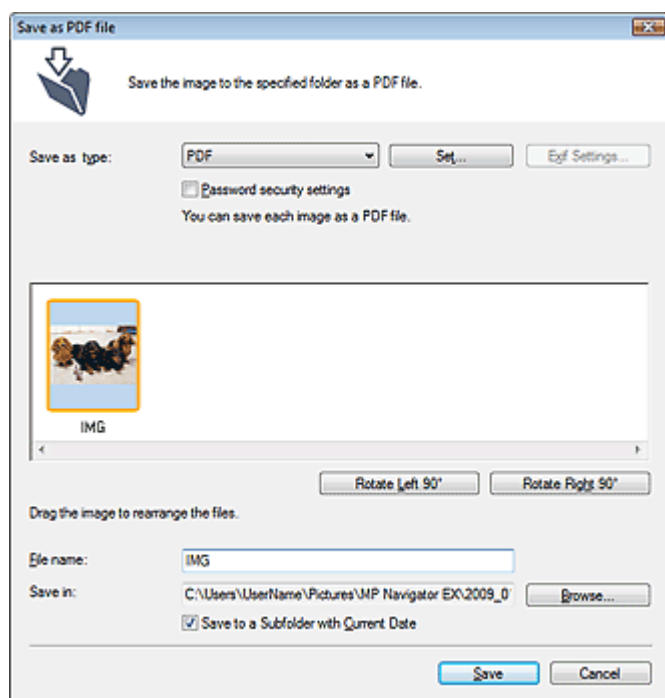 Save as PDF file
Save the image to the specified folder as a PDF file.
Save as type:
PDF
Set...
Exif Settings...
Password security settings
You can save each image as a PDF file.
IMG
Rotate Left 90°
Rotate Right 90°
Drag the image to rearrange the files.
File name:
IMG
Save in:
C:\Users\UserName\Pictures\MP Navigator EX\2009_0
Browse...
Save to a Subfolder with Current Date
Save
Cancel